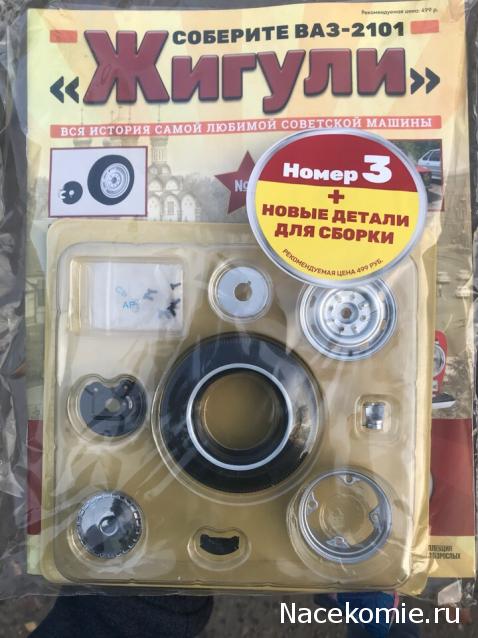 Рекомендуемая цена: 499 р.
СОБЕРИТЕ ВАЗ-2101
«Жигули»
ВСЯ ИСТОРИЯ САМОЙ ЛЮБИМОЙ СОВЕТСКОЙ МАШИНЫ
№
Номер 3
+
НОВЫЕ ДЕТАЛИ
ДЛЯ СБОРКИ
РЕКОМЕНДУЕМАЯ ЦЕНА 499 РУБ.
Nacekomie.ru